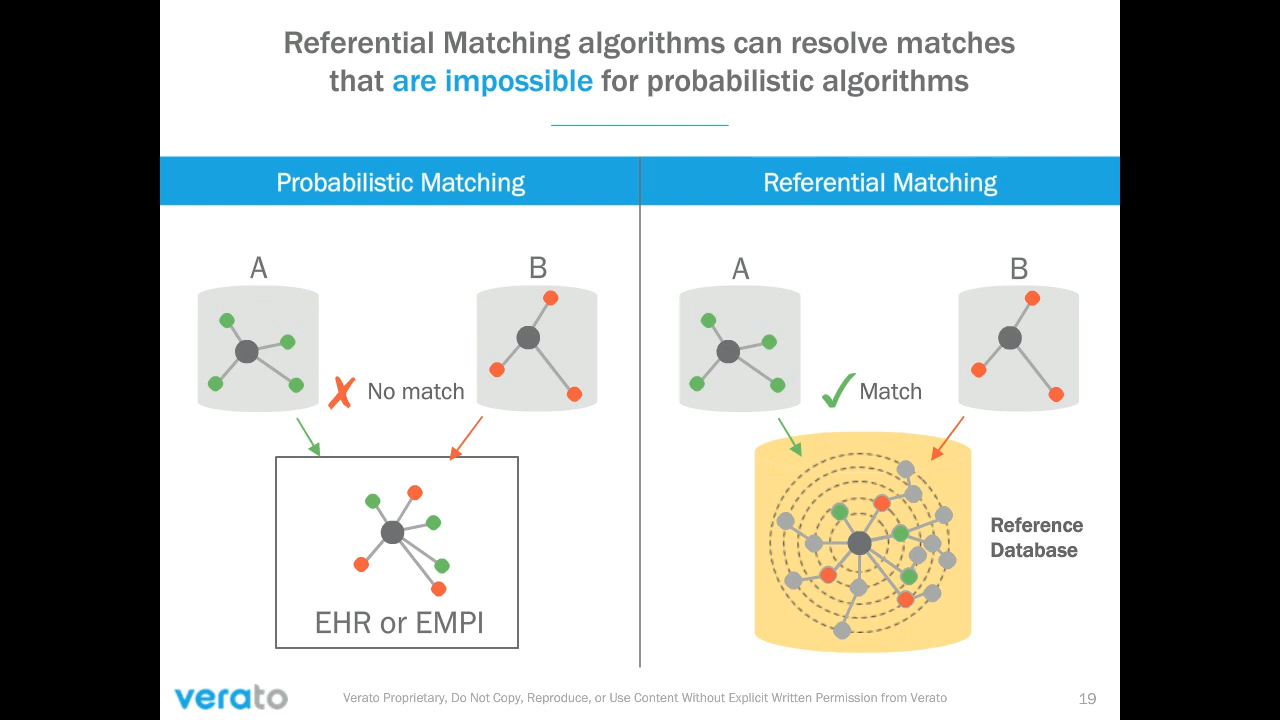 Referential Matching algorithms can resolve matches
that are impossible for probabilistic algorithms
Probabilistic Matching
Referential Matching
A
B
No match
EHR or EMPI
A
B
Match
Reference
Database
verato
Verato Proprietary, Do Not Copy, Reproduce, or Use Content Without Explicit Written Permission from Verato
19